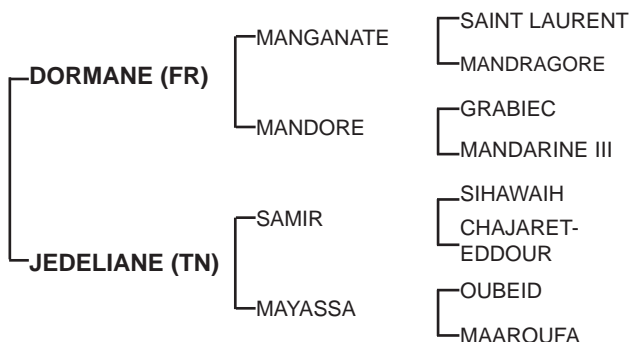 SAINT LAURENT
MANGANATE
DORMANE (FR)
MANDRAGORE
GRABIEC
MANDORE
MANDARINE III
SIHAWAIH
SAMIR
CHAJARET-
EDDOUR
JEDELIANE (TN)
OUBEID
MAYASSA
MAAROUFA